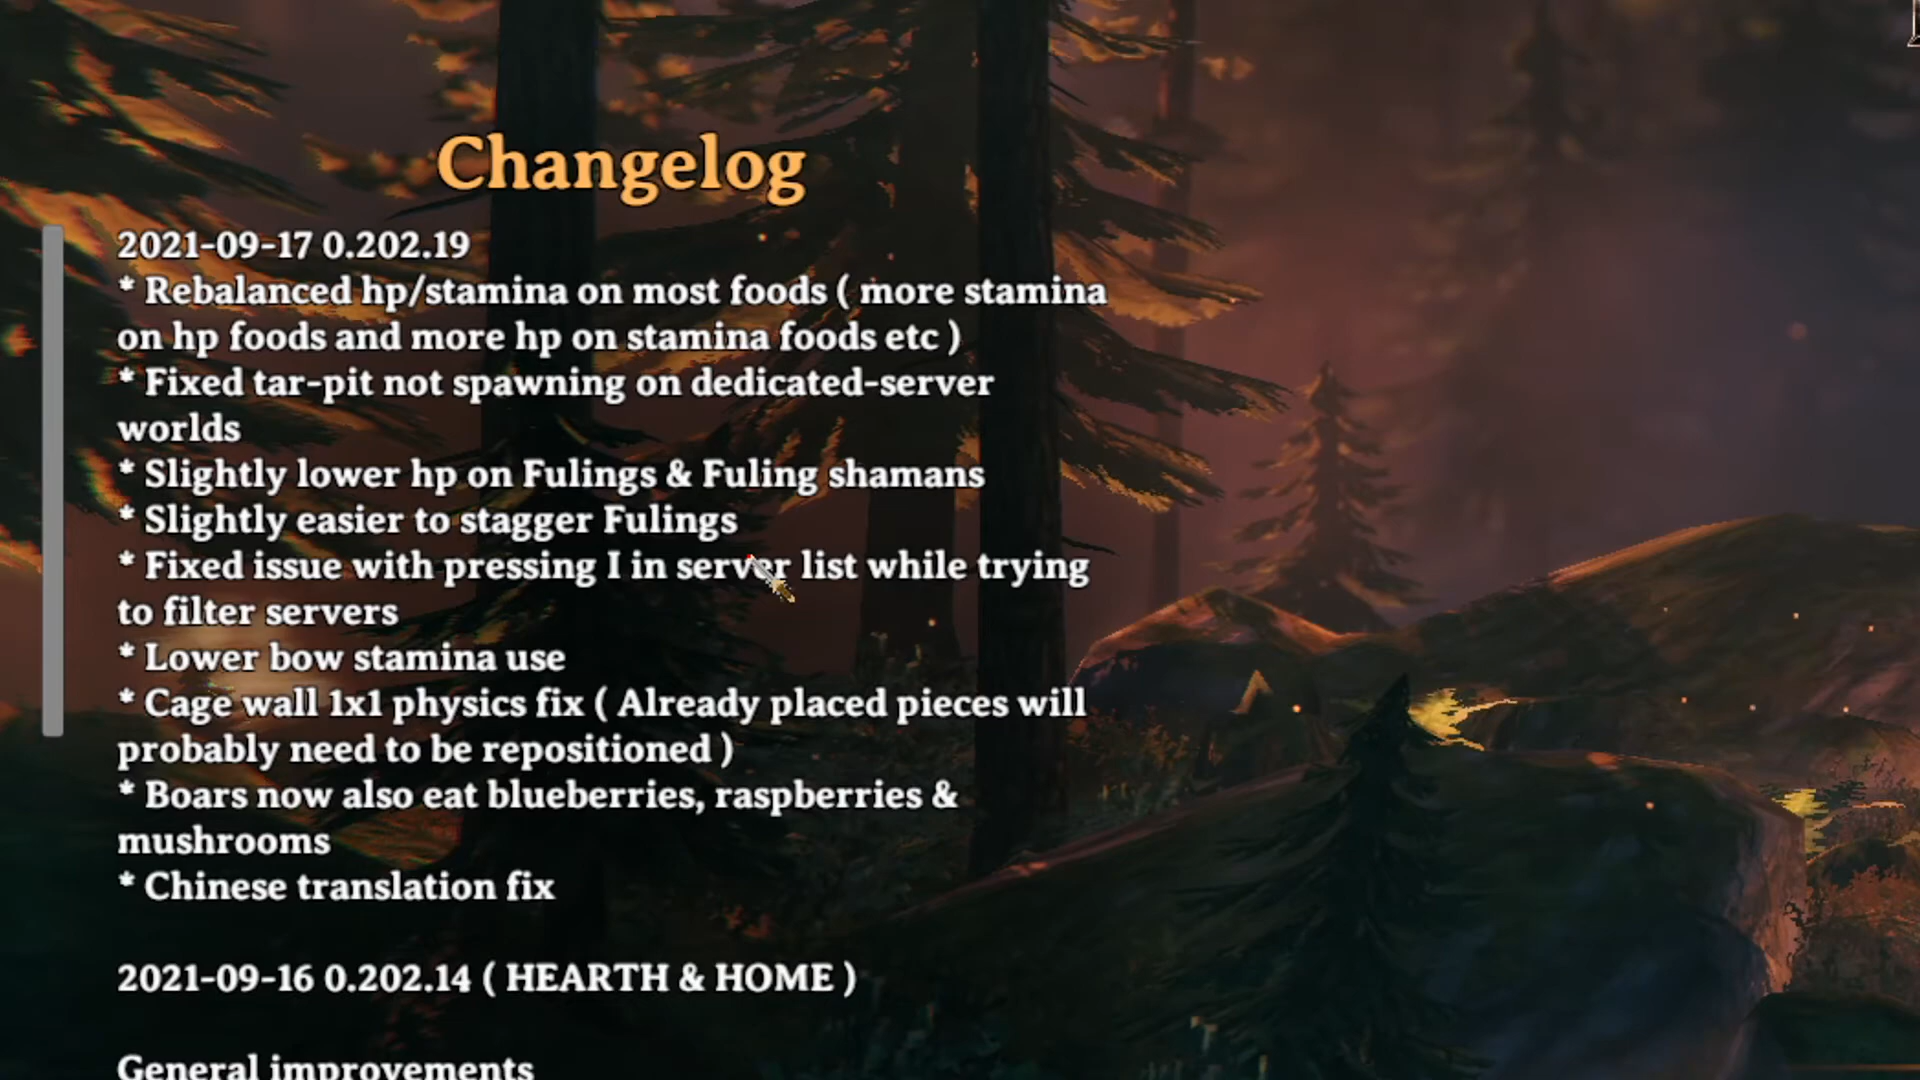 Changelog
2021-09-17 0.202.19
* Rebalanced hp/stamina on most foods ( more stamina
on hp foods and more hp on stamina foods etc )
* Fixed tar-pit not spawning on dedicated-server
worlds
* Slightly lower hp on Fulings & Fuling shamans
* Slightly easier to stagger Fulings
* Fixed issue with pressing I in server list while trying
to filter servers
* Lower bow stamina use
* Cage wall 1x1 physics fix ( Already placed pieces will
probably need to be repositioned )
* Boars now also eat blueberries, raspberries &
mushrooms
* Chinese translation fix
2021-09-16 0.202.14 ( HEARTH & HOME )
General improvements